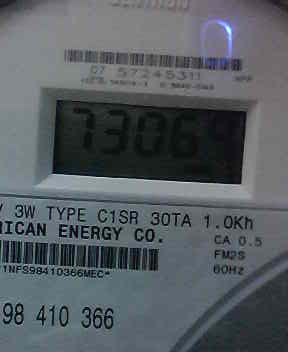 07 57245311
73069
3W TYPE C1SR 30TA 1.0Kh
RICAN ENERGY CO.
CA 0.5
FM2S
60Hz
1NFS98410366MEC*
98 410 366